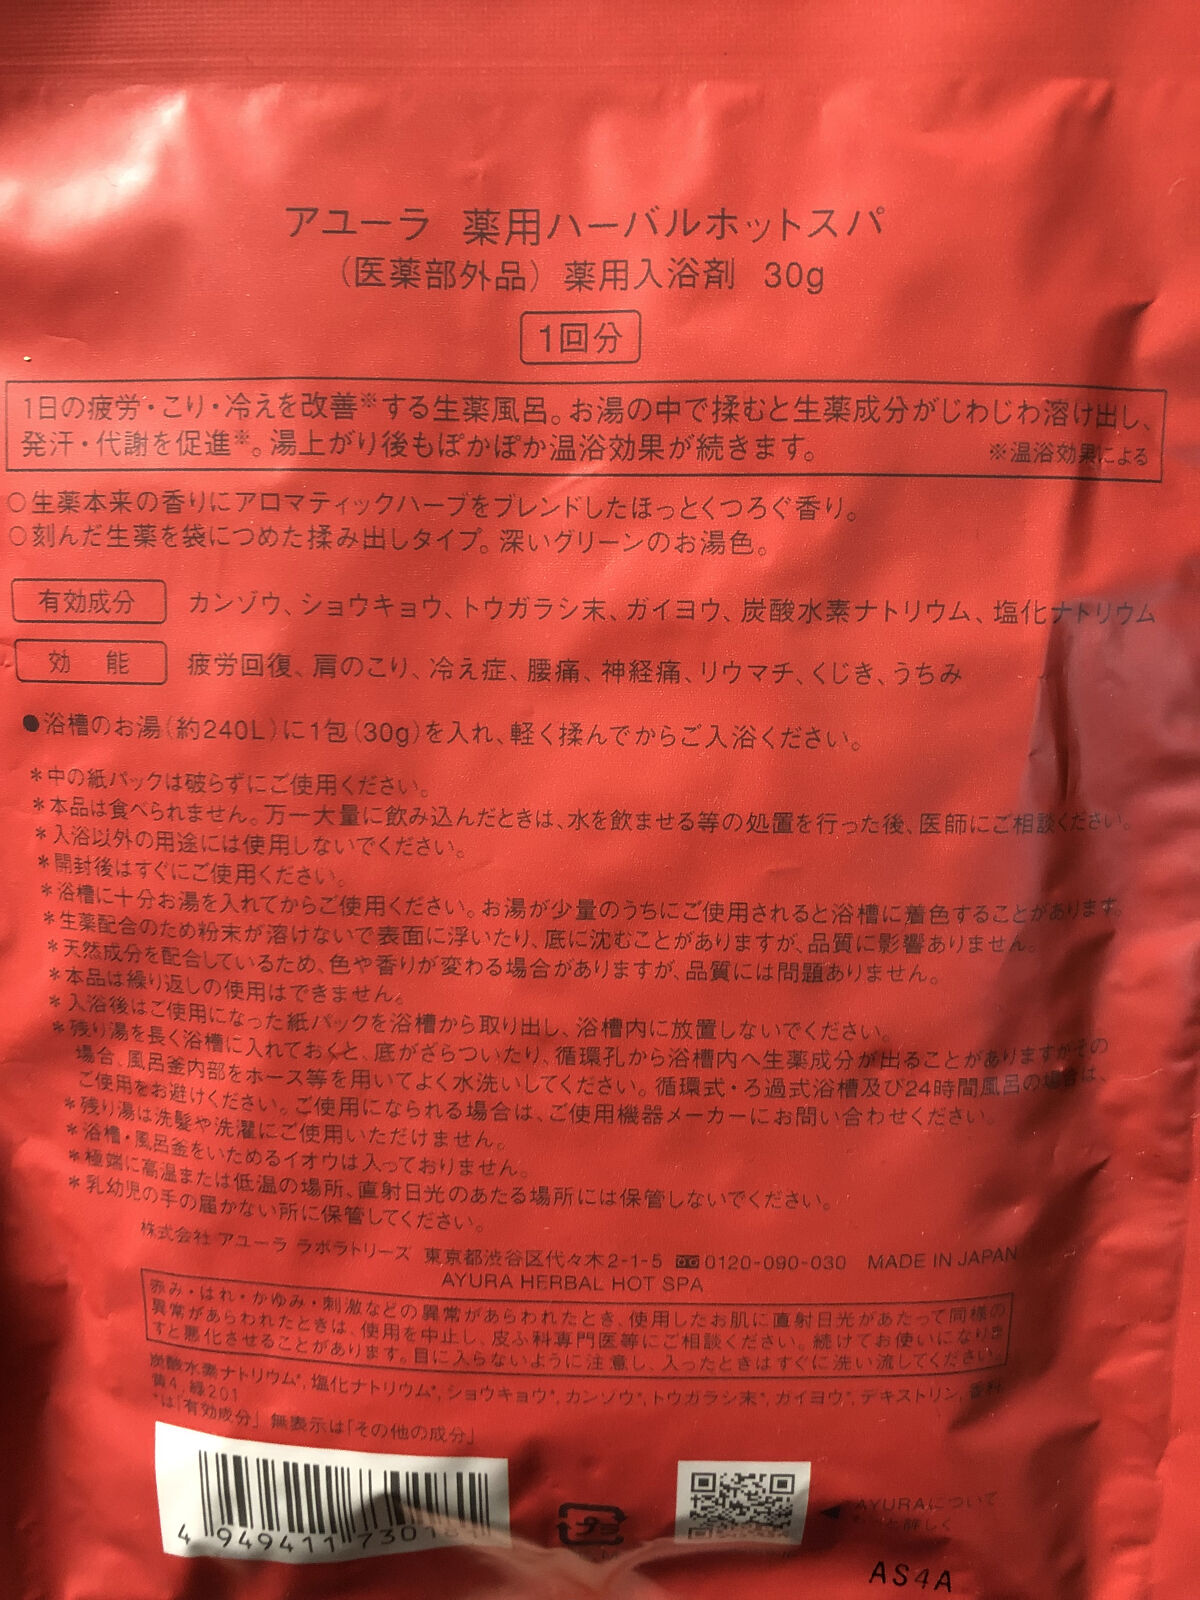 アユーラ 薬用ハーバルホットスパ
（医薬部外品）薬用入浴剤 30g
1回分
1日の疲労・こり・冷えを改善※する生薬風呂。お湯の中で揉むと生薬成分がじわじわ溶け出し、
発汗・代謝を促進※。湯上がり後もぽかぽか温浴効果が続きます。 ※温浴効果による
○生薬本来の香りにアロマティックハーブをブレンドしたほっとくつろぐ香り。
○刻んだ生薬を袋につめた揉み出しタイプ。深いグリーンのお湯色。
有効成分 カンゾウ、ショウキョウ、トウガラシ末、ガイヨウ、炭酸水素ナトリウム、塩化ナトリウム
効 能 疲労回復、肩のこり、冷え症、腰痛、神経痛、リウマチ、くじき、うちみ
●浴槽のお湯（約240L）に1包（30g）を入れ、軽く揉んでからご入浴ください。
＊中の紙パックは破らずにご使用ください。
＊本品は食べられません。万一大量に飲み込んだときは、水を飲ませる等の処置を行った後、医師にご相談ください。
＊入浴以外の用途には使用しないでください。
＊開封後はすぐにご使用ください。
＊浴槽に十分お湯を入れてからご使用ください。お湯が少量のうちにご使用されると浴槽に着色することがあります。
＊生薬配合のため粉末が溶けないで表面に浮いたり、底に沈むことがありますが、品質に影響ありません。
＊天然成分を配合しているため、色や香りが変わる場合がありますが、品質には問題ありません。
＊本品は繰り返しの使用はできません。
＊入浴後はご使用になった紙パックを浴槽から取り出し、浴槽内に放置しないでください。
＊残り湯を長く浴槽に入れておくと、底がざらついたり、循環孔から浴槽内へ生薬成分が出ることがありますがその
場合、風呂釜内部をホース等を用いてよく水洗いしてください。循環式・ろ過式浴槽及び24時間風呂の場合は、
ご使用をお避けください。ご使用になられる場合は、ご使用機器メーカーにお問い合わせください。
＊残り湯は洗髪や洗濯にご使用いただけません。
＊浴槽・風呂釜をいためるイオウは入っておりません。
＊極端に高温または低温の場所、直射日光のあたる場所には保管しないでください。
＊乳幼児の手の届かない所に保管してください。
株式会社 アユーラ ラボラトリーズ 東京都渋谷区代々木2-1-5 0120-090-030 MADE IN JAPAN
AYURA HERBAL HOT SPA
赤み・はれ・かゆみ・刺激などの異常があらわれたとき、使用したお肌に直射日光があたって同様の
異常があらわれたときは、使用を中止し、皮ふ科専門医等にご相談ください。続けてお使いになりま
すと悪化させることがあります。目に入らないように注意し、入ったときはすぐに洗い流してください。
炭酸水素ナトリウム*, 塩化ナトリウム*, ショウキョウ*, カンゾウ*, トウガラシ末*, ガイヨウ*, デキストリン, 香料
黄4, 緑201
*は「有効成分」 無表示は「その他の成分」
4 949411 730
プラ
◀ AYURAについて
詳しく
AS4A